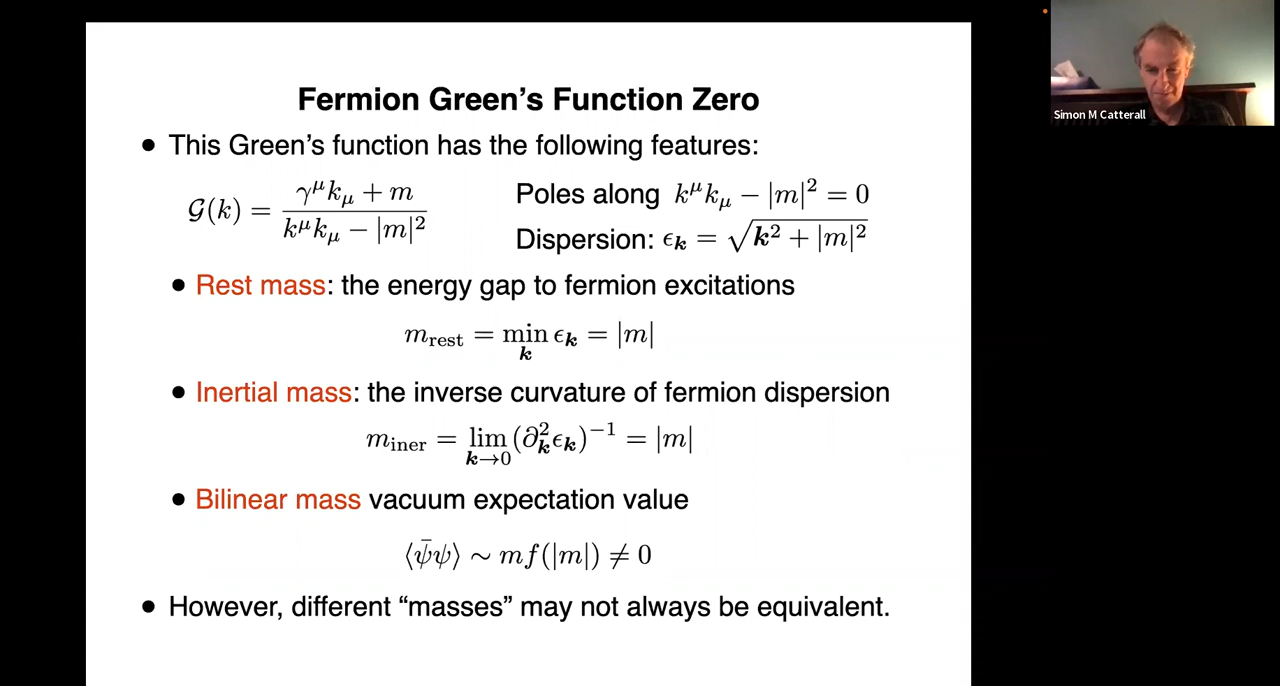 Fermion Green's Function Zero
● This Green's function has the following features:
𝒢(k) = (γ^μ k_μ + m) / (k^μ k_μ − |m|²)
Poles along k^μ k_μ − |m|² = 0
Dispersion: ϵ_𝒌 = √(𝒌² + |m|²)
● Rest mass: the energy gap to fermion excitations
m_rest = min_𝒌 ϵ_𝒌 = |m|
● Inertial mass: the inverse curvature of fermion dispersion
m_iner = lim_{𝒌→0} (∂²_𝒌 ϵ_𝒌)⁻¹ = |m|
● Bilinear mass vacuum expectation value
⟨ψ̄ψ⟩ ∼ m f(|m|) ≠ 0
● However, different “masses” may not always be equivalent.
Simon M Catterall